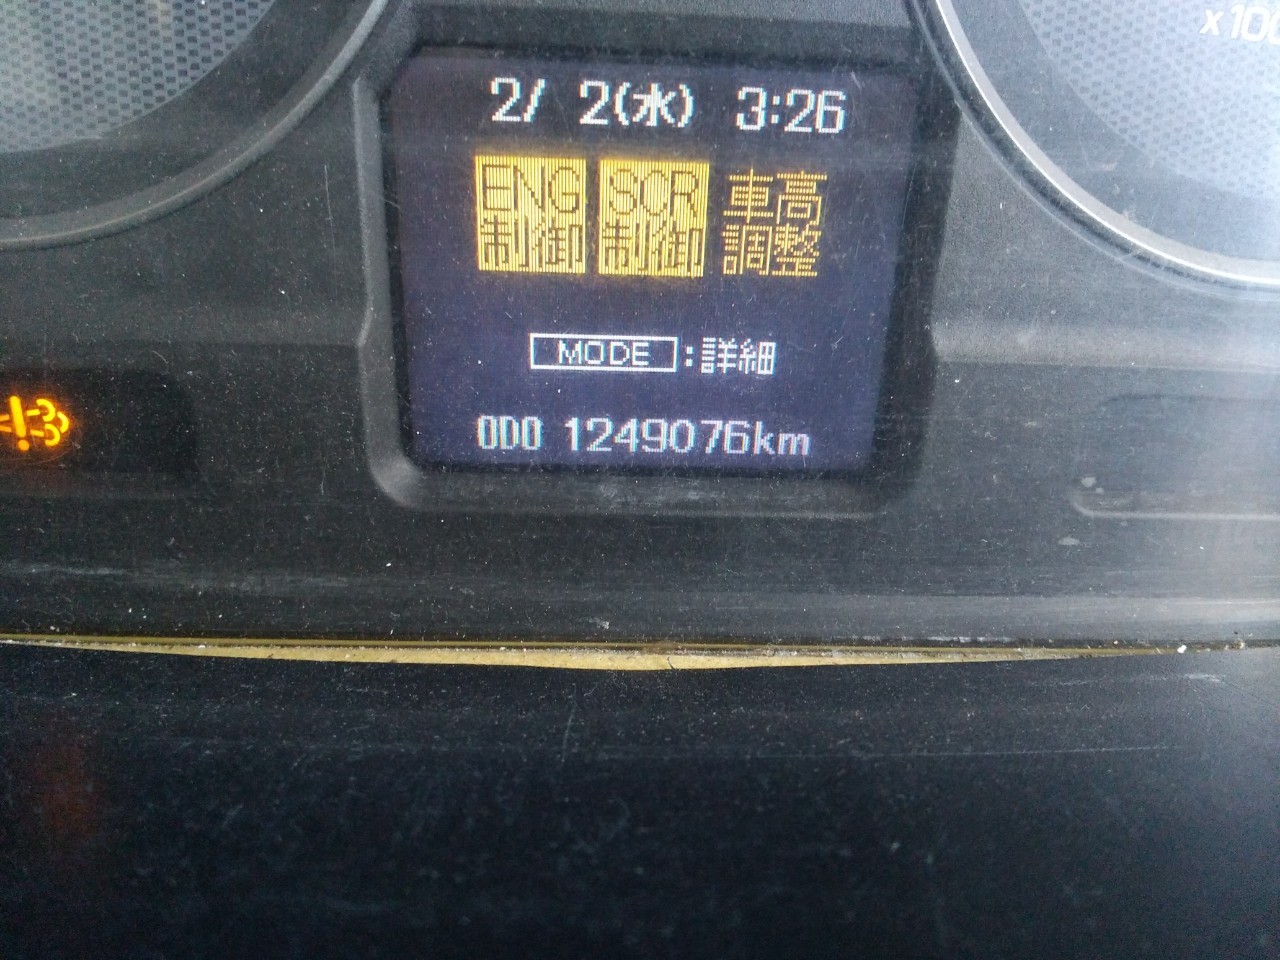 x100
2/ 2(水) 3:26
ENG SCR 車高
制御 制御 調整
MODE :詳細
ODO 1249076km